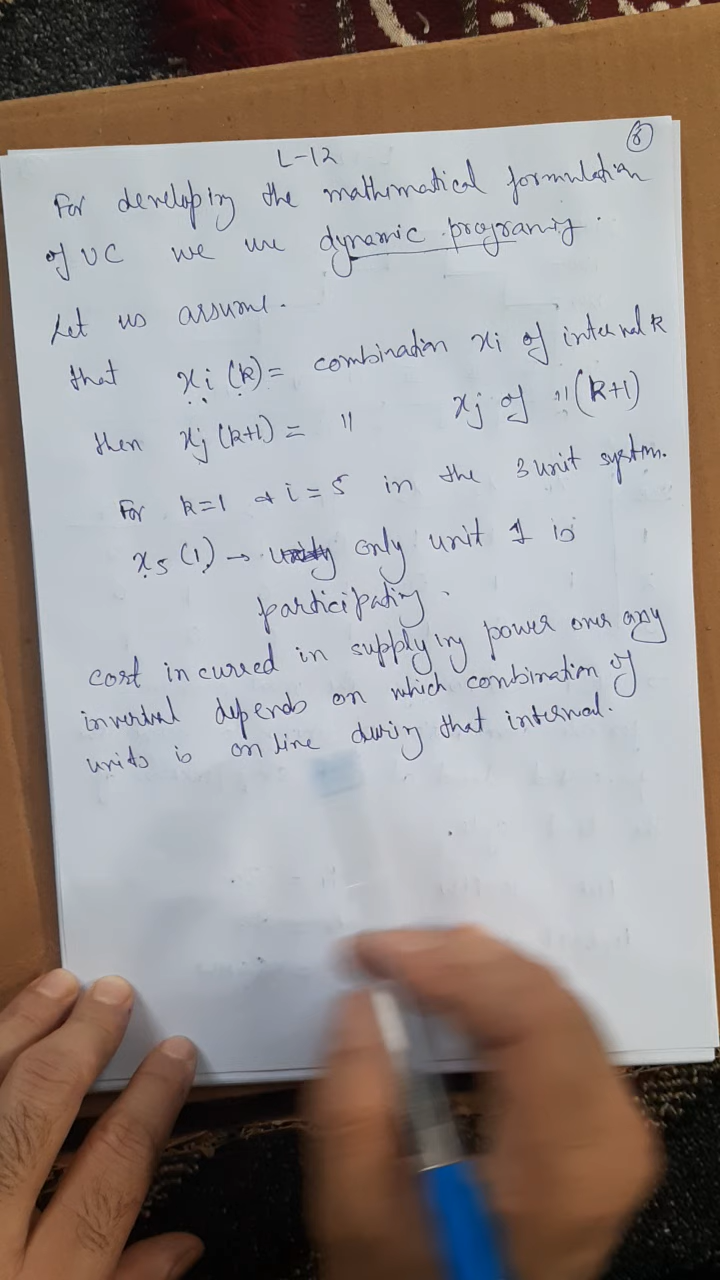 L-12
8
For developing the mathematical formulation
of UC we use dynamic programing.
Let us assume.
that xi (k) = combination xi of interval k
then xj (k+1) = " xj of "(k+1)
For k=1 & i=5 in the 3 unit system.
x5 (1) → only unit 1 is
participating.
cost incurred in supplying power over any
interval depends on which combination of
units is on line during that interval.